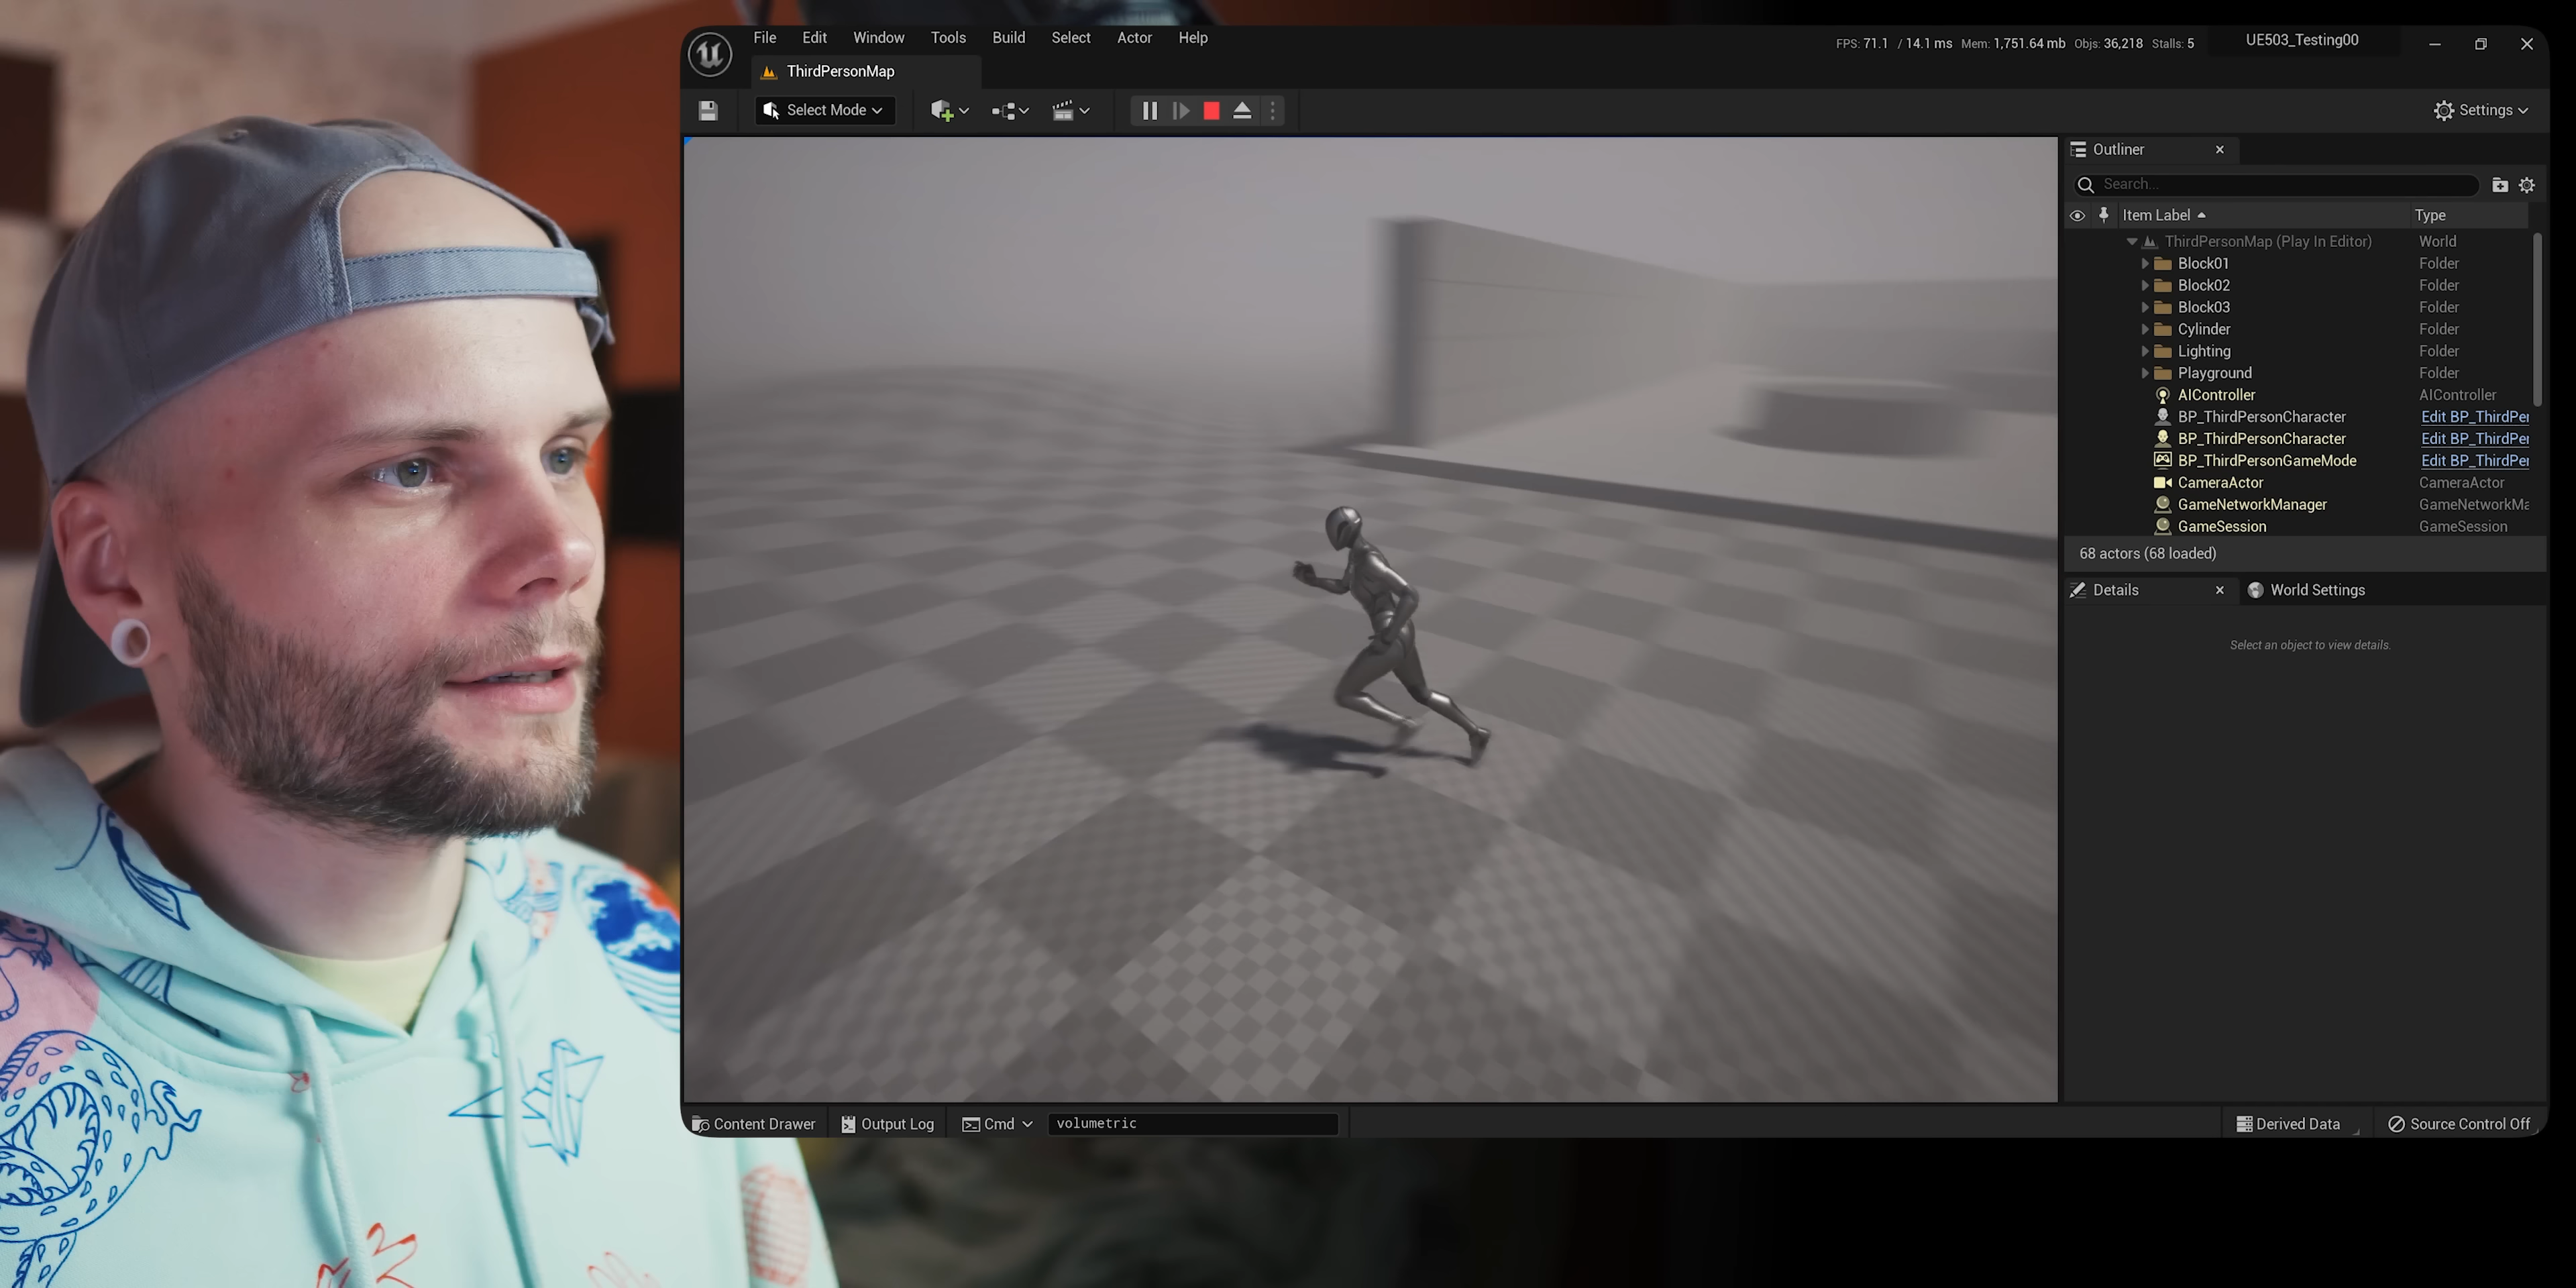 File Edit Window Tools Build Select Actor Help
FPS: 71.1 / 14.1 ms Mem: 1,751.64 mb Objs: 36,218 Stalls: 5
UE503_Testing00
ThirdPersonMap
Select Mode
Settings
Outliner
Search...
Item Label Type
ThirdPersonMap (Play In Editor) World
Block01 Folder
Block02 Folder
Block03 Folder
Cylinder Folder
Lighting Folder
Playground Folder
AIController AIController
BP_ThirdPersonCharacter Edit BP_ThirdPer
BP_ThirdPersonCharacter Edit BP_ThirdPer
BP_ThirdPersonGameMode Edit BP_ThirdPer
CameraActor CameraActor
GameNetworkManager GameNetworkMa
GameSession GameSession
68 actors (68 loaded)
Details World Settings
Select an object to view details.
Content Drawer Output Log Cmd volumetric Derived Data Source Control Off